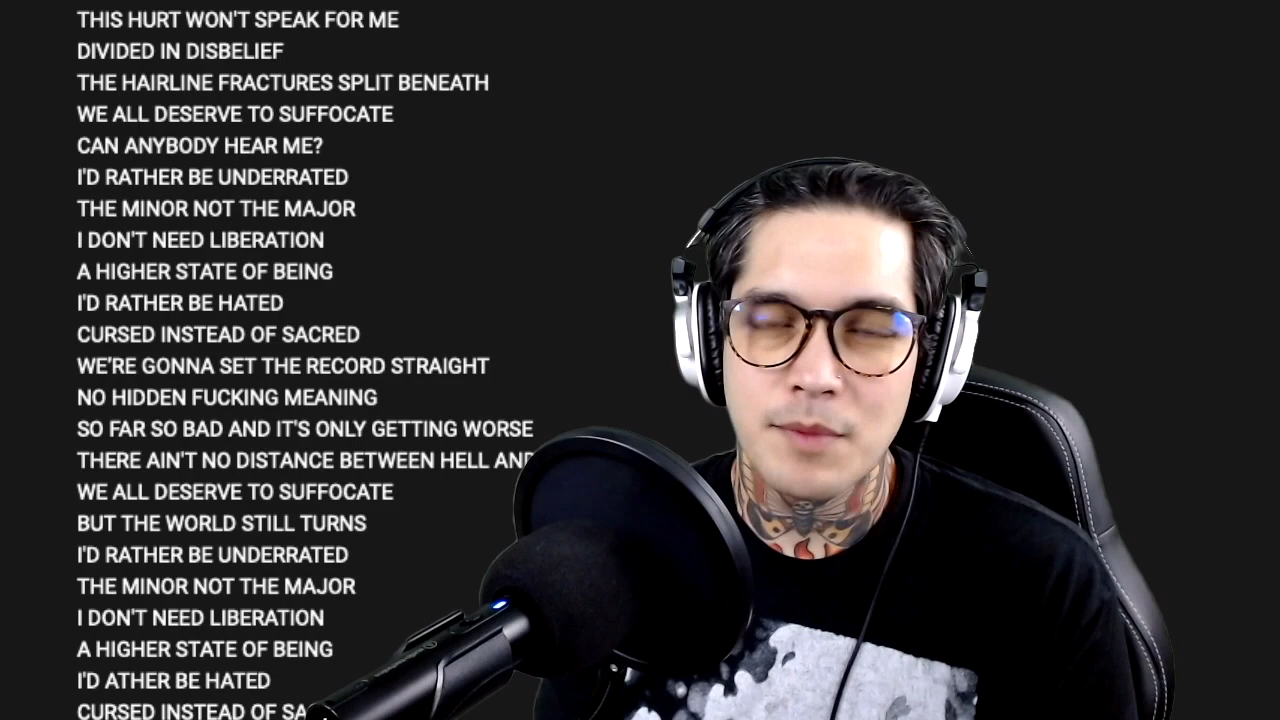 THIS HURT WON'T SPEAK FOR ME
DIVIDED IN DISBELIEF
THE HAIRLINE FRACTURES SPLIT BENEATH
WE ALL DESERVE TO SUFFOCATE
CAN ANYBODY HEAR ME?
I'D RATHER BE UNDERRATED
THE MINOR NOT THE MAJOR
I DON'T NEED LIBERATION
A HIGHER STATE OF BEING
I'D RATHER BE HATED
CURSED INSTEAD OF SACRED
WE'RE GONNA SET THE RECORD STRAIGHT
NO HIDDEN FUCKING MEANING
SO FAR SO BAD AND IT'S ONLY GETTING WORSE
THERE AIN'T NO DISTANCE BETWEEN HELL AND
WE ALL DESERVE TO SUFFOCATE
BUT THE WORLD STILL TURNS
I'D RATHER BE UNDERRATED
THE MINOR NOT THE MAJOR
I DON'T NEED LIBERATION
A HIGHER STATE OF BEING
I'D ATHER BE HATED
CURSED INSTEAD OF